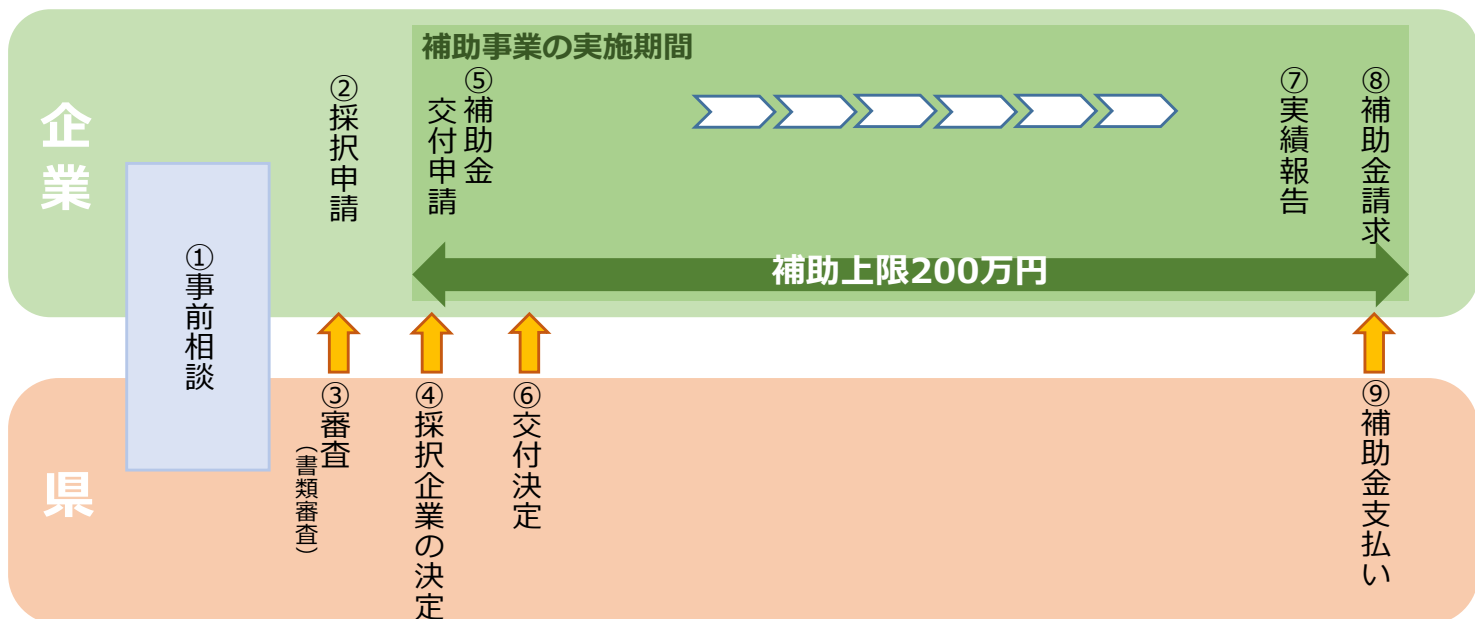 企業
補助事業の実施期間
①事前相談
②採択申請
⑤補助金
交付申請
⑦実績報告
⑧補助金請求
補助上限200万円
県
③審査
（書類審査）
④採択企業の決定
⑥交付決定
⑨補助金支払い